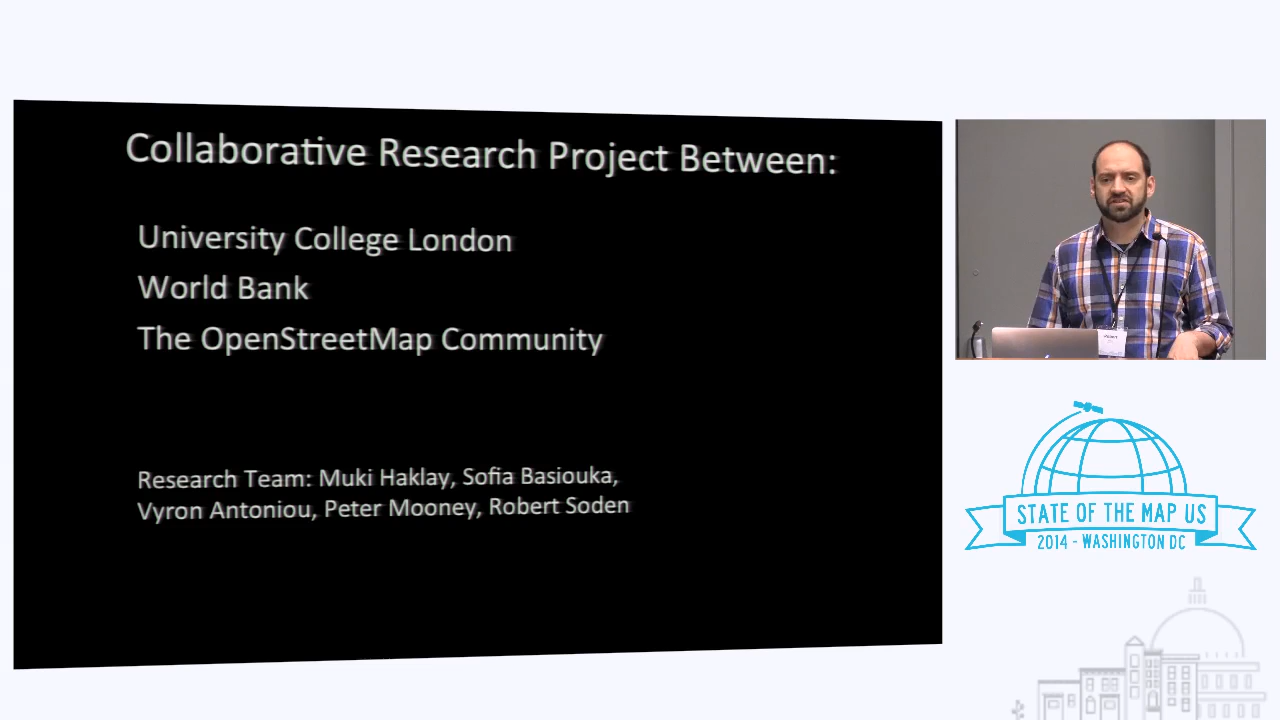 Collaborative Research Project Between:
University College London
World Bank
The OpenStreetMap Community
Research Team: Muki Haklay, Sofia Basiouka,
Vyron Antoniou, Peter Mooney, Robert Soden
STATE OF THE MAP US
2014 - WASHINGTON DC